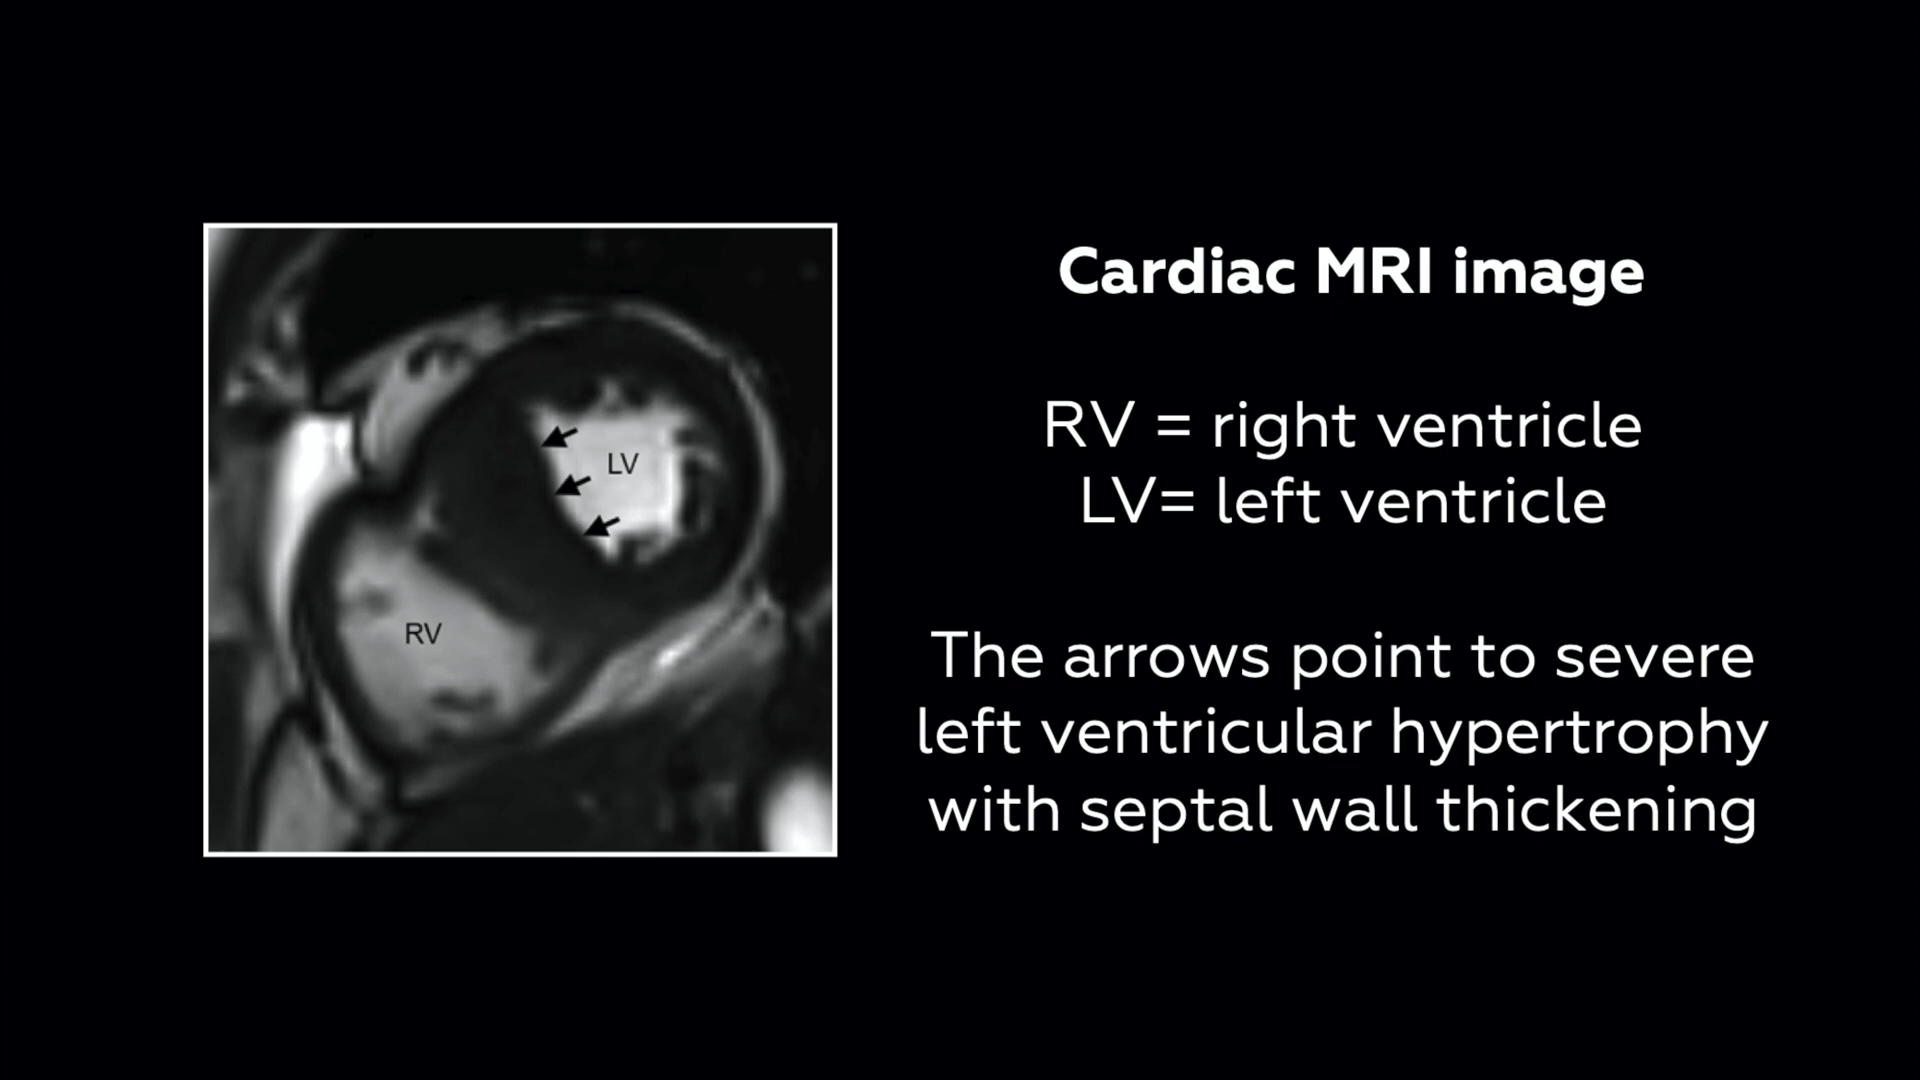 Cardiac MRI image
RV = right ventricle
LV= left ventricle
The arrows point to severe
left ventricular hypertrophy
with septal wall thickening
LV
RV